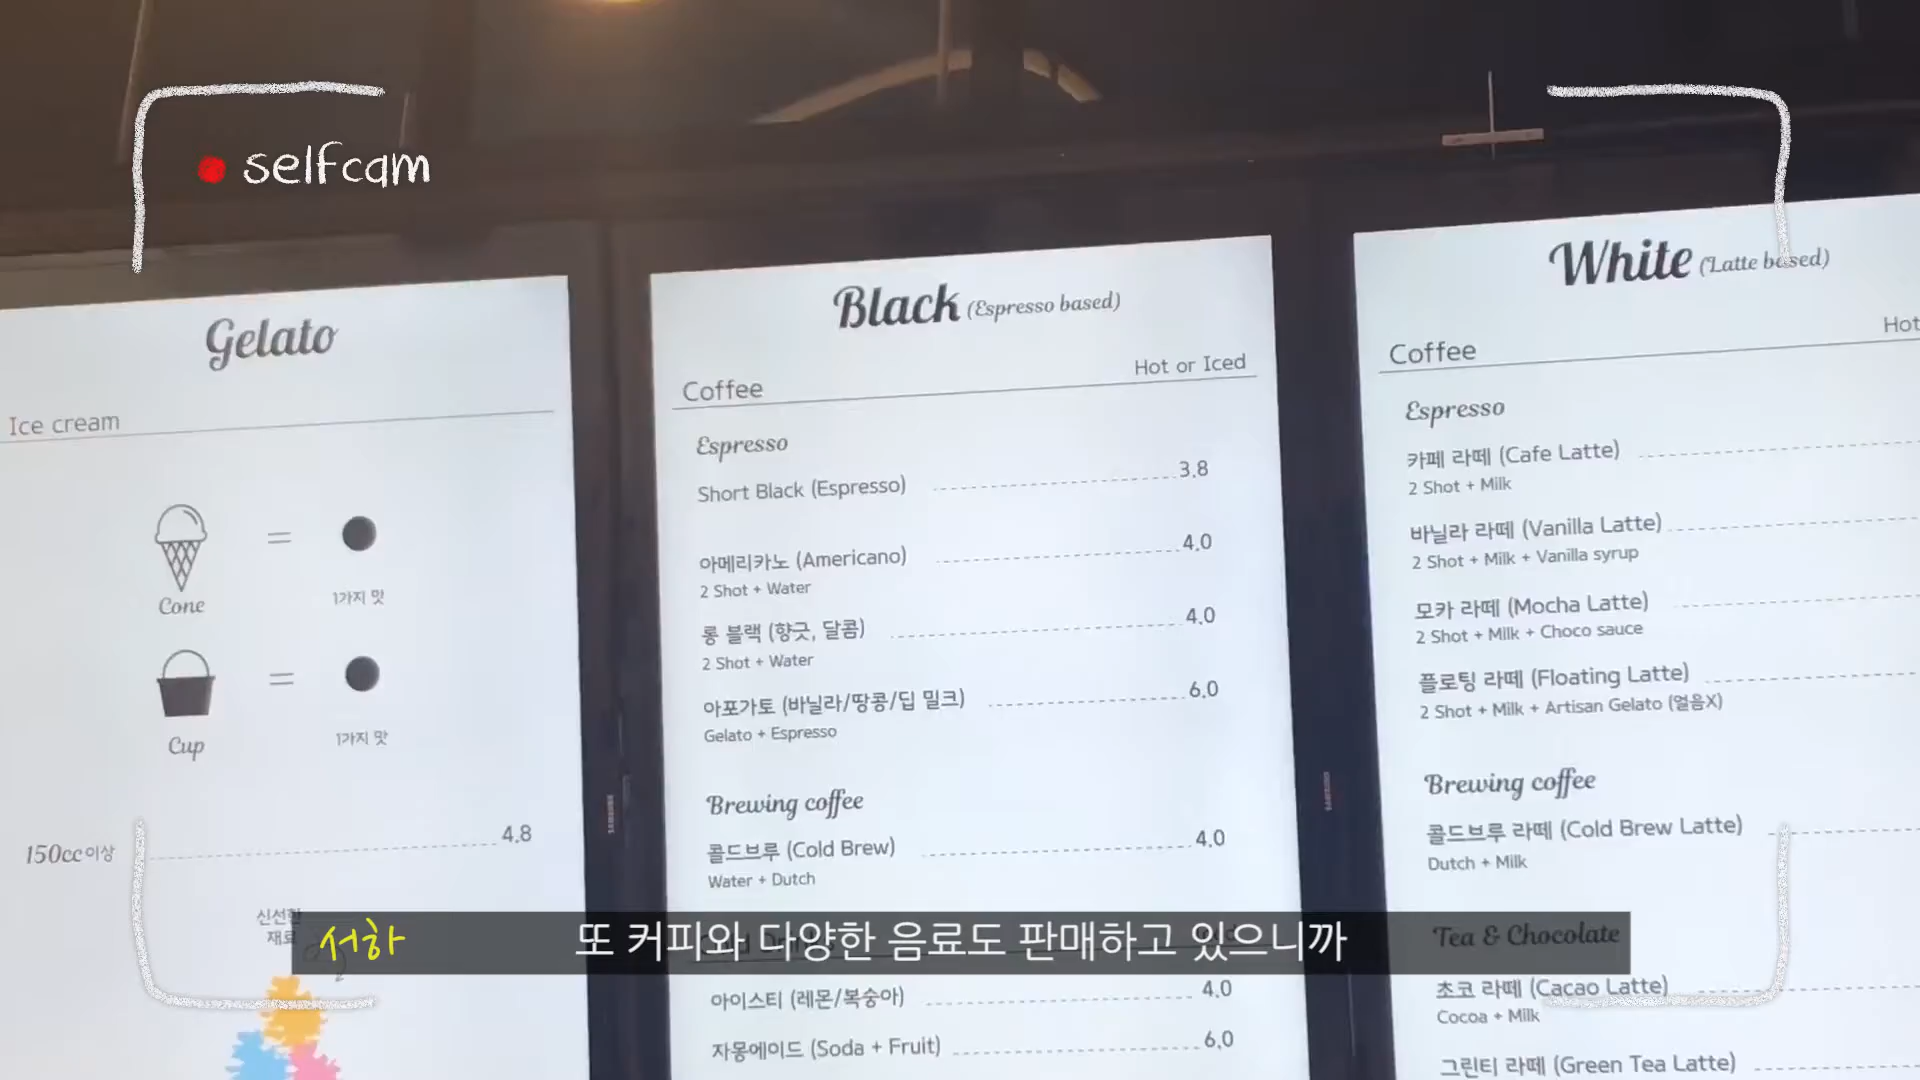 selfcam
Gelato
Ice cream
Cone
1가지 맛
Cup
1가지 맛
150cc이상 4.8
신선한
재료
Black (Espresso based)
Coffee Hot or Iced
Espresso
Short Black (Espresso) 3.8
아메리카노 (Americano) 4.0
2 Shot + Water
롱 블랙 (향긋, 달콤) 4.0
2 Shot + Water
아포가토 (바닐라/땅콩/딥 밀크) 6.0
Gelato + Espresso
Brewing coffee
콜드브루 (Cold Brew) 4.0
Water + Dutch
아이스티 (레몬/복숭아) 4.0
자몽에이드 (Soda + Fruit) 6.0
White (Latte based)
Coffee Hot
Espresso
카페 라떼 (Cafe Latte)
2 Shot + Milk
바닐라 라떼 (Vanilla Latte)
2 Shot + Milk + Vanilla syrup
모카 라떼 (Mocha Latte)
2 Shot + Milk + Choco sauce
플로팅 라떼 (Floating Latte)
2 Shot + Milk + Artisan Gelato (얼음X)
Brewing coffee
콜드브루 라떼 (Cold Brew Latte)
Dutch + Milk
Tea & Chocolate
초코 라떼 (Cacao Latte)
Cocoa + Milk
그린티 라떼 (Green Tea Latte)
서하 또 커피와 다양한 음료도 판매하고 있으니까